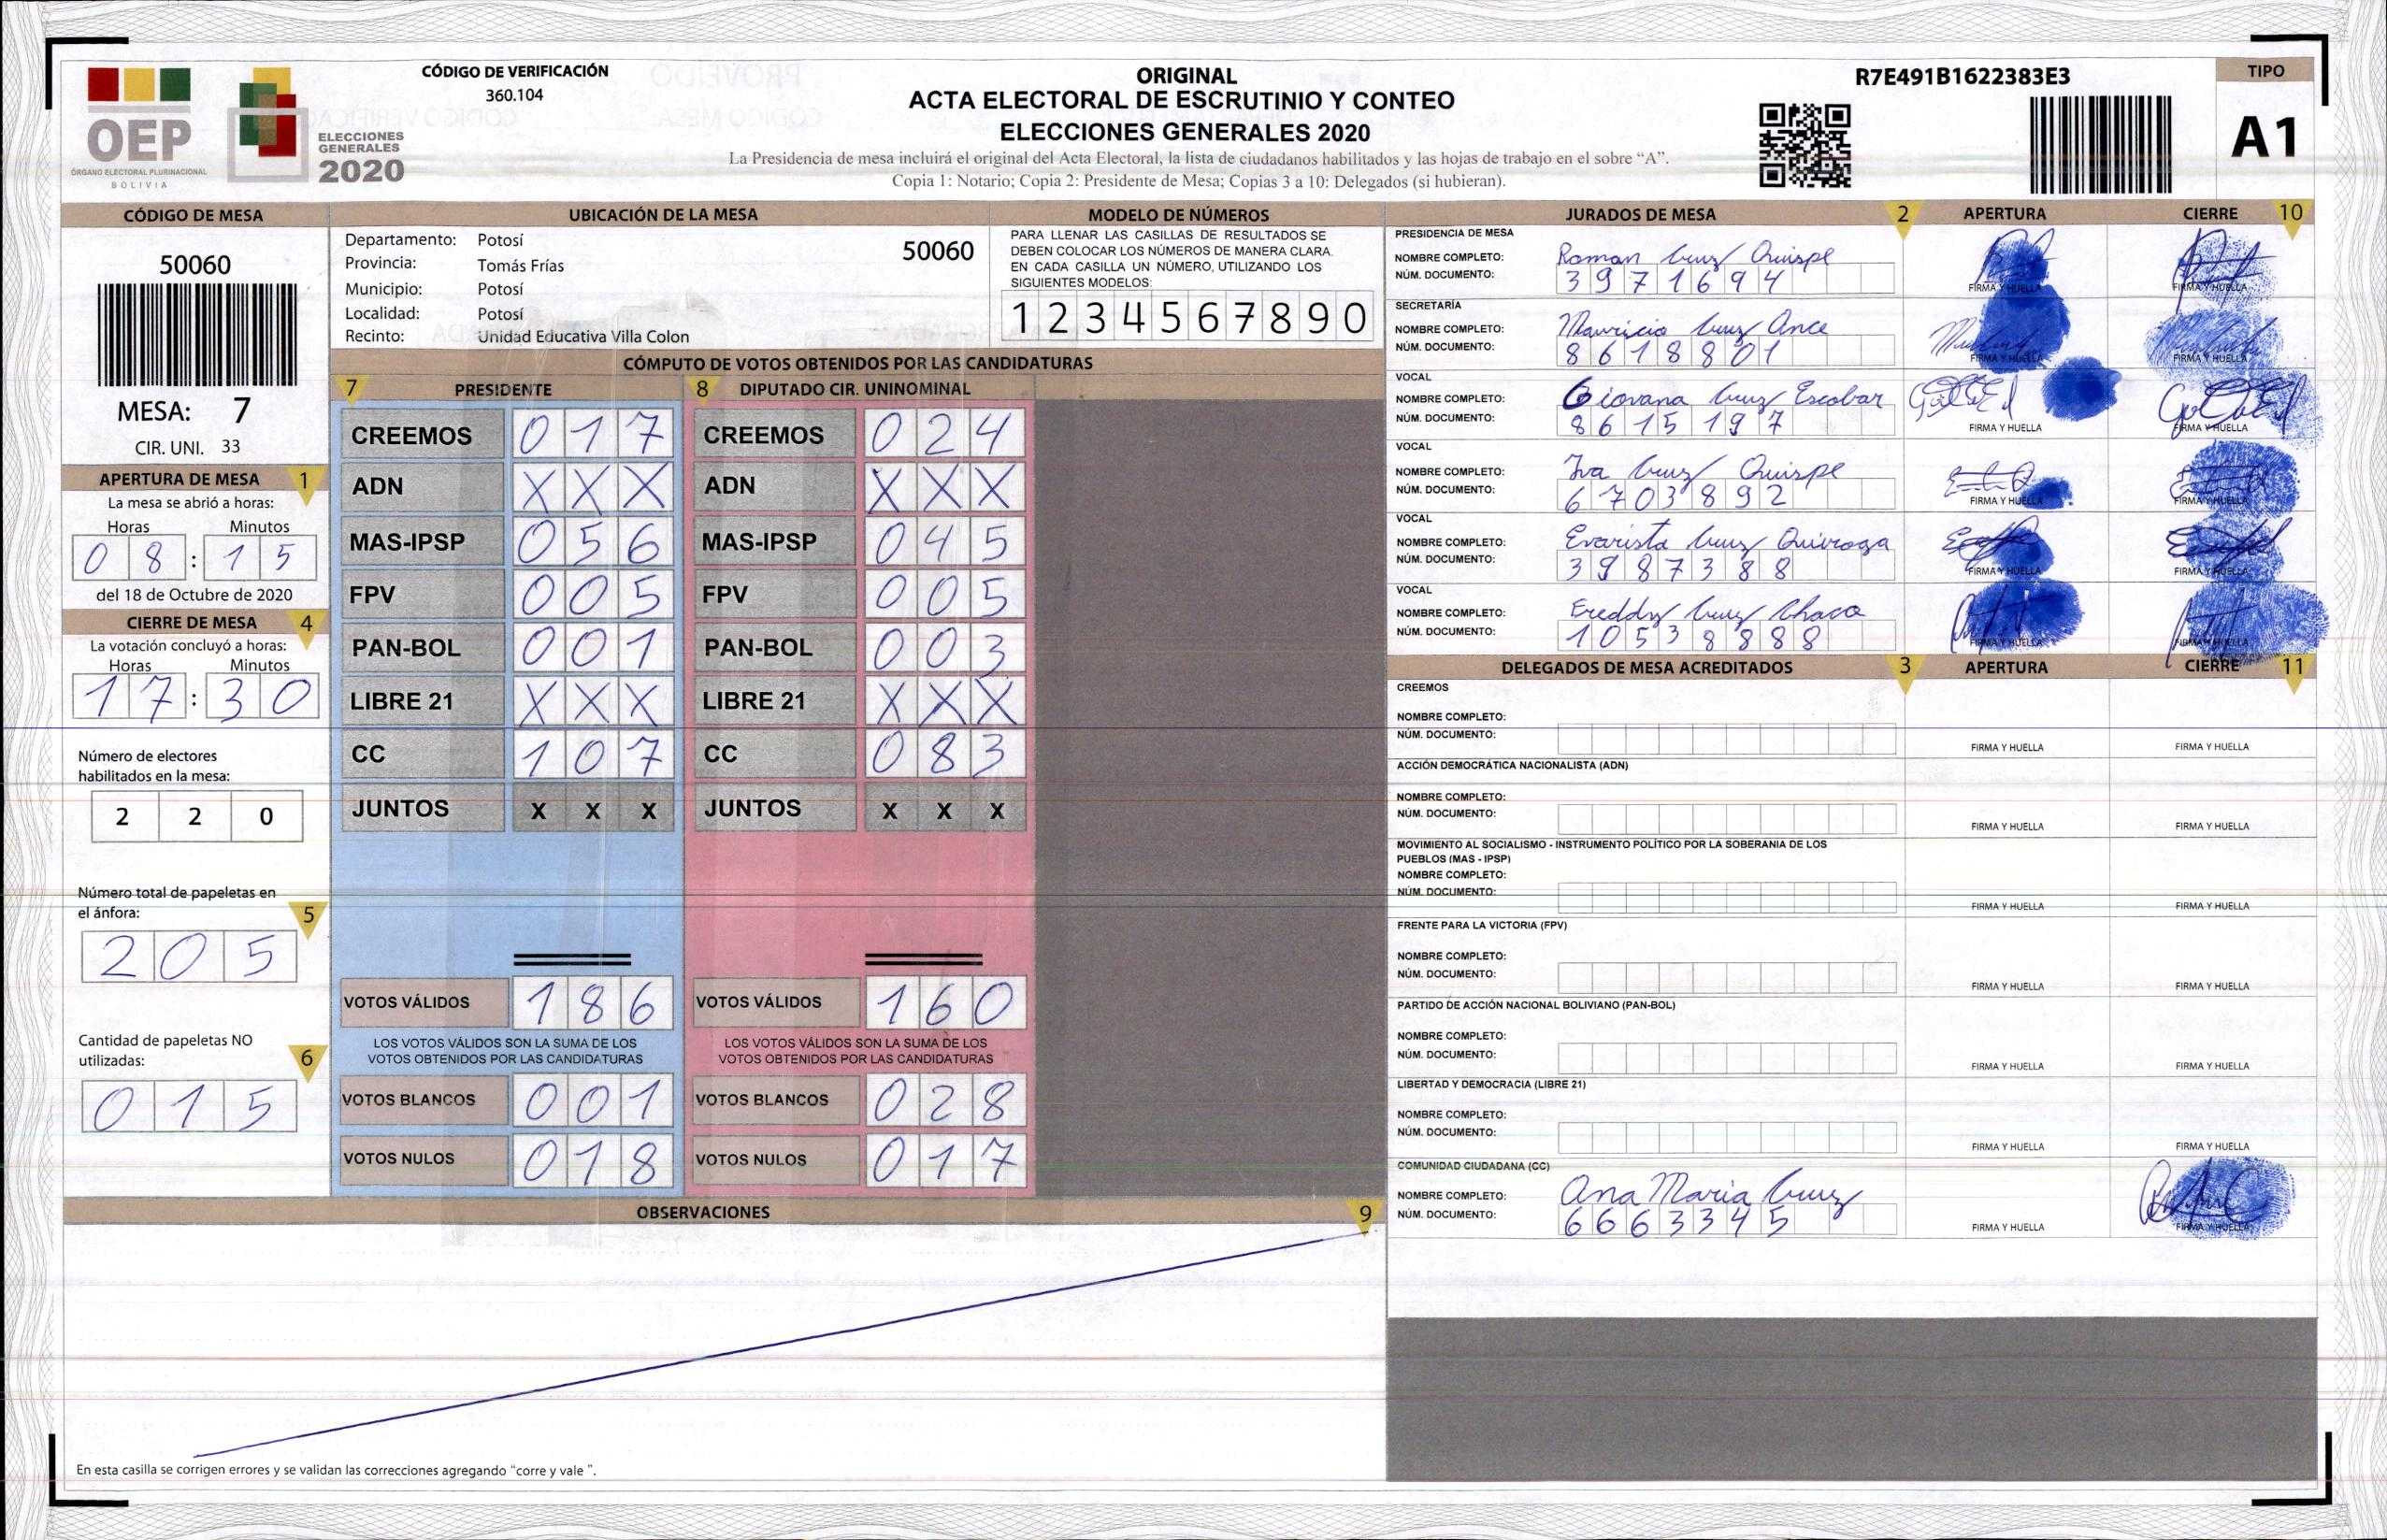 OEP
ÓRGANO ELECTORAL PLURINACIONAL
BOLIVIA
ELECCIONES
GENERALES
2020
CÓDIGO DE VERIFICACIÓN
360.104
ORIGINAL
ACTA ELECTORAL DE ESCRUTINIO Y CONTEO
ELECCIONES GENERALES 2020
La Presidencia de mesa incluirá el original del Acta Electoral, la lista de ciudadanos habilitados y las hojas de trabajo en el sobre “A”.
Copia 1: Notario; Copia 2: Presidente de Mesa; Copias 3 a 10: Delegados (si hubieran).
R7E491B1622383E3
TIPO
A1
CÓDIGO DE MESA
50060
MESA: 7
CIR. UNI. 33
APERTURA DE MESA 1
La mesa se abrió a horas:
Horas Minutos
08:15
del 18 de Octubre de 2020
CIERRE DE MESA 4
La votación concluyó a horas:
Horas Minutos
17:30
Número de electores
habilitados en la mesa:
2 2 0
Número total de papeletas en
el ánfora: 5
2 0 5
Cantidad de papeletas NO
utilizadas: 6
0 1 5
UBICACIÓN DE LA MESA
Departamento: Potosí 50060
Provincia: Tomás Frías
Municipio: Potosí
Localidad: Potosí
Recinto: Unidad Educativa Villa Colon
MODELO DE NÚMEROS
PARA LLENAR LAS CASILLAS DE RESULTADOS SE
DEBEN COLOCAR LOS NÚMEROS DE MANERA CLARA.
EN CADA CASILLA UN NÚMERO, UTILIZANDO LOS
SIGUIENTES MODELOS:
1 2 3 4 5 6 7 8 9 0
CÓMPUTO DE VOTOS OBTENIDOS POR LAS CANDIDATURAS
7 PRESIDENTE 8 DIPUTADO CIR. UNINOMINAL
CREEMOS 0 1 7 CREEMOS 0 2 4
ADN X X X ADN X X X
MAS-IPSP 0 5 6 MAS-IPSP 0 4 5
FPV 0 0 5 FPV 0 0 5
PAN-BOL 0 0 1 PAN-BOL 0 0 3
LIBRE 21 X X X LIBRE 21 X X X
CC 1 0 7 CC 0 8 3
JUNTOS X X X JUNTOS X X X
VOTOS VÁLIDOS 1 8 6 VOTOS VÁLIDOS 1 6 0
LOS VOTOS VÁLIDOS SON LA SUMA DE LOS LOS VOTOS VÁLIDOS SON LA SUMA DE LOS
VOTOS OBTENIDOS POR LAS CANDIDATURAS VOTOS OBTENIDOS POR LAS CANDIDATURAS
VOTOS BLANCOS 0 0 1 VOTOS BLANCOS 0 2 8
VOTOS NULOS 0 1 8 VOTOS NULOS 0 1 7
OBSERVACIONES 9
En esta casilla se corrigen errores y se validan las correcciones agregando “corre y vale ”.
JURADOS DE MESA 2 APERTURA CIERRE 10
PRESIDENCIA DE MESA
NOMBRE COMPLETO: Roman Cruz Quispe
NÚM. DOCUMENTO: 3971694
FIRMA Y HUELLA FIRMA Y HUELLA
SECRETARÍA
NOMBRE COMPLETO: Mauricio Cruz Ance
NÚM. DOCUMENTO: 8618801
FIRMA Y HUELLA FIRMA Y HUELLA
VOCAL
NOMBRE COMPLETO: Giovana Cruz Escobar
NÚM. DOCUMENTO: 8615197
FIRMA Y HUELLA FIRMA Y HUELLA
VOCAL
NOMBRE COMPLETO: Iva Cruz Quispe
NÚM. DOCUMENTO: 6703892
FIRMA Y HUELLA FIRMA Y HUELLA
VOCAL
NOMBRE COMPLETO: Evarista Cruz Quiroga
NÚM. DOCUMENTO: 3987388
FIRMA Y HUELLA FIRMA Y HUELLA
VOCAL
NOMBRE COMPLETO: Freddy Cruz Chaca
NÚM. DOCUMENTO: 10538888
FIRMA Y HUELLA FIRMA Y HUELLA
DELEGADOS DE MESA ACREDITADOS 3 APERTURA CIERRE 11
CREEMOS
NOMBRE COMPLETO:
NÚM. DOCUMENTO:
FIRMA Y HUELLA FIRMA Y HUELLA
ACCIÓN DEMOCRÁTICA NACIONALISTA (ADN)
NOMBRE COMPLETO:
NÚM. DOCUMENTO:
FIRMA Y HUELLA FIRMA Y HUELLA
MOVIMIENTO AL SOCIALISMO - INSTRUMENTO POLÍTICO POR LA SOBERANIA DE LOS
PUEBLOS (MAS - IPSP)
NOMBRE COMPLETO:
NÚM. DOCUMENTO:
FIRMA Y HUELLA FIRMA Y HUELLA
FRENTE PARA LA VICTORIA (FPV)
NOMBRE COMPLETO:
NÚM. DOCUMENTO:
FIRMA Y HUELLA FIRMA Y HUELLA
PARTIDO DE ACCIÓN NACIONAL BOLIVIANO (PAN-BOL)
NOMBRE COMPLETO:
NÚM. DOCUMENTO:
FIRMA Y HUELLA FIRMA Y HUELLA
LIBERTAD Y DEMOCRACIA (LIBRE 21)
NOMBRE COMPLETO:
NÚM. DOCUMENTO:
FIRMA Y HUELLA FIRMA Y HUELLA
COMUNIDAD CIUDADANA (CC)
NOMBRE COMPLETO: Ana Maria Cruz
NÚM. DOCUMENTO: 6663345
FIRMA Y HUELLA FIRMA Y HUELLA